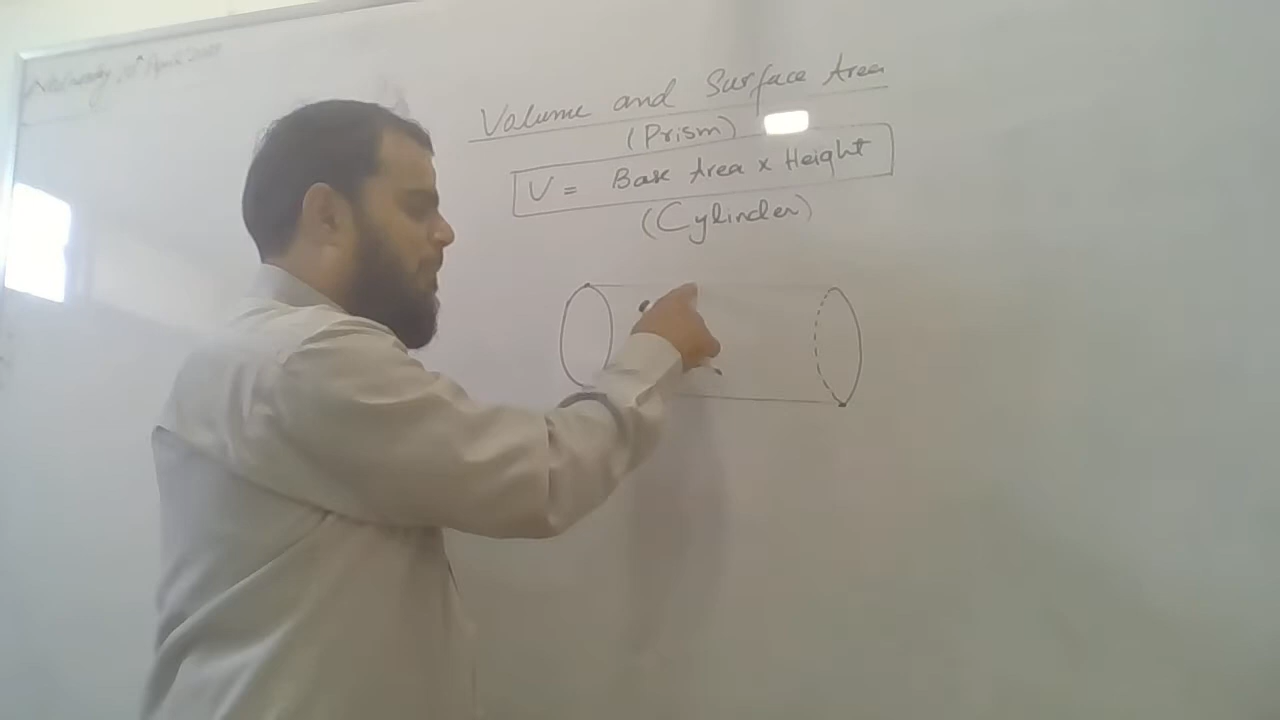 Volume and Surface Area
(Prism)
V = Base Area x Height
(Cylinder)